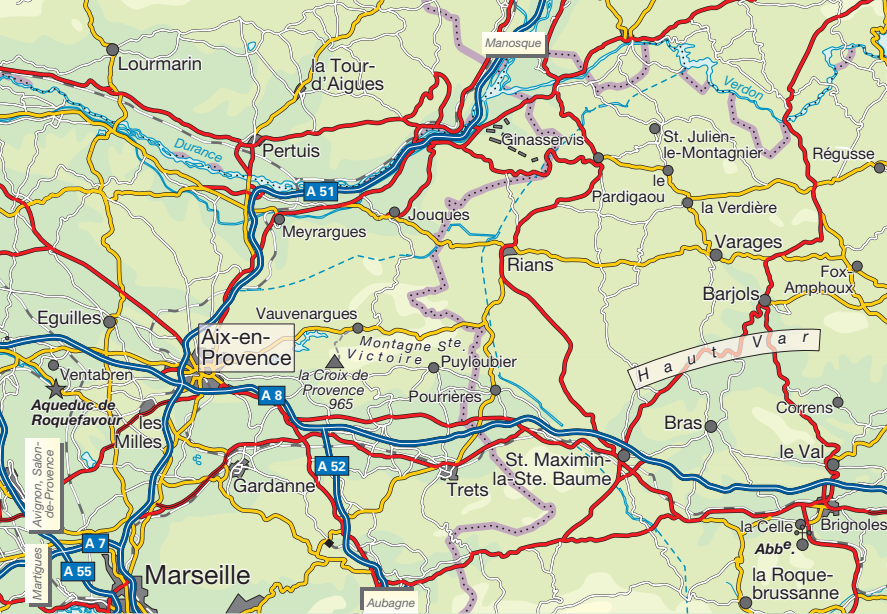 Manosque
Lourmarin
la Tour-
d'Aigues
Verdon
Durance
Pertuis
Ginasservis
St. Julien-
le-Montagnier
Régusse
A 51
le
Pardigaou
la Verdière
Jouques
Meyrargues
Varages
Rians
Fox-
Amphoux
Barjols
Eguilles
Vauvenargues
Aix-en-
Provence
Montagne Ste.
Victoire
Haut Var
Puyloubier
Ventabren
la Croix de
Provence
965
Pourrières
A 8
Aqueduc de
Roquefavour
les
Milles
Correns
Bras
le Val
Avignon, Salon-
de-Provence
A 52
St. Maximin-
la-Ste. Baume
Gardanne
Trets
la Celle
Brignoles
A 7
Abbe.
A 55
Martigues
Marseille
la Roque-
brussanne
Aubagne